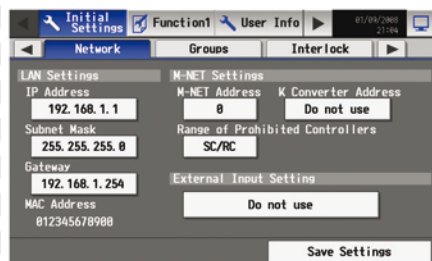 Initial Settings
Function1
User Info
01/09/2008
21:04
Network
Groups
Interlock
LAN Settings
IP Address
192.168.1.1
Subnet Mask
255.255.255.0
Gateway
192.168.1.254
MAC Address
012345678900
M-NET Settings
M-NET Address
0
K Converter Address
Do not use
Range of Prohibited Controllers
SC/RC
External Input Setting
Do not use
Save Settings